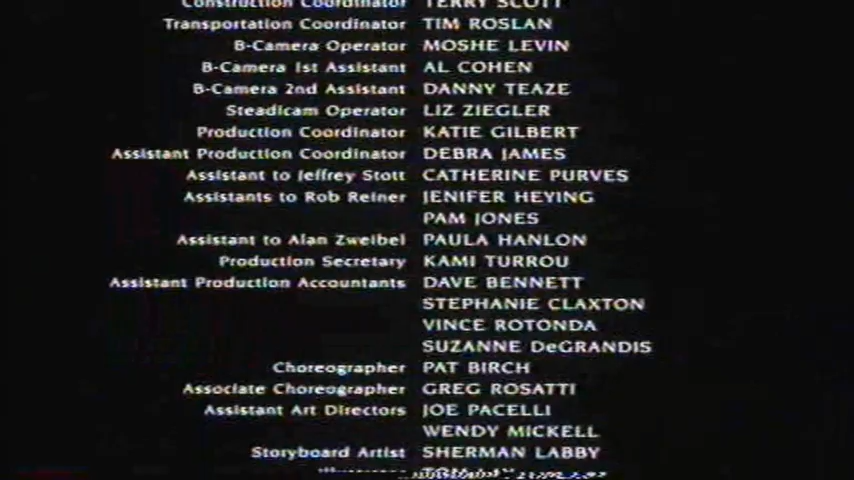 Construction Coordinator TERRY SCOTT
Transportation Coordinator TIM ROSLAN
B-Camera Operator MOSHE LEVIN
B-Camera 1st Assistant AL COHEN
B-Camera 2nd Assistant DANNY TEAZE
Steadicam Operator LIZ ZIEGLER
Production Coordinator KATIE GILBERT
Assistant Production Coordinator DEBRA JAMES
Assistant to Jeffrey Stott CATHERINE PURVES
Assistants to Rob Reiner JENIFER HEYING
PAM JONES
Assistant to Alan Zweibel PAULA HANLON
Production Secretary KAMI TURROU
Assistant Production Accountants DAVE BENNETT
STEPHANIE CLAXTON
VINCE ROTONDA
SUZANNE DeGRANDIS
Choreographer PAT BIRCH
Associate Choreographer GREG ROSATTI
Assistant Art Directors JOE PACELLI
WENDY MICKELL
Storyboard Artist SHERMAN LABBY